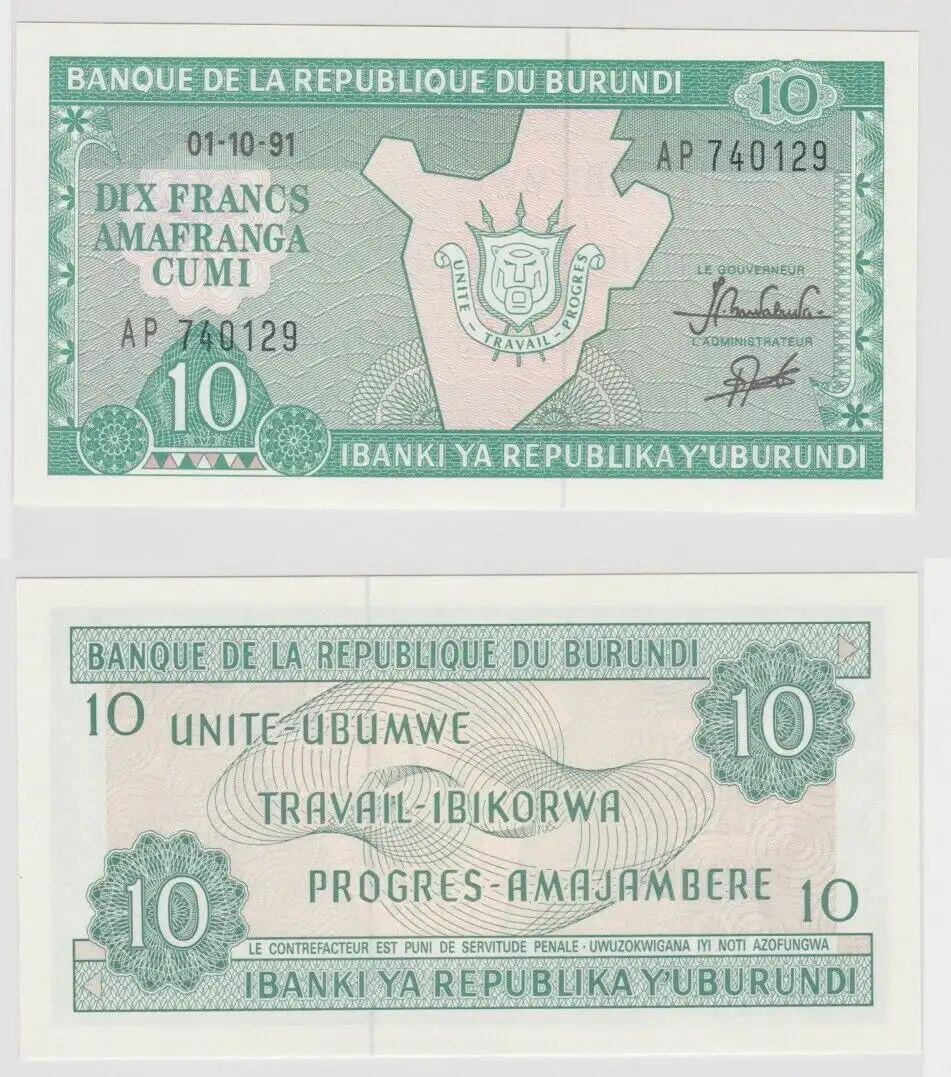 BANQUE DE LA REPUBLIQUE DU BURUNDI
10
01-10-91
AP 740129
DIX FRANCS
AMAFRANGA
CUMI
UNITE - TRAVAIL - PROGRES
LE GOUVERNEUR
L'ADMINISTRATEUR
AP 740129
10
IBANKI YA REPUBLIKA Y'UBURUNDI
BANQUE DE LA REPUBLIQUE DU BURUNDI
10
10
UNITE-UBUMWE
TRAVAIL-IBIKORWA
PROGRES-AMAJAMBERE
10
10
LE CONTREFACTEUR EST PUNI DE SERVITUDE PENALE · UWUZOKWIGANA IYI NOTI AZOFUNGWA
IBANKI YA REPUBLIKA Y'UBURUNDI